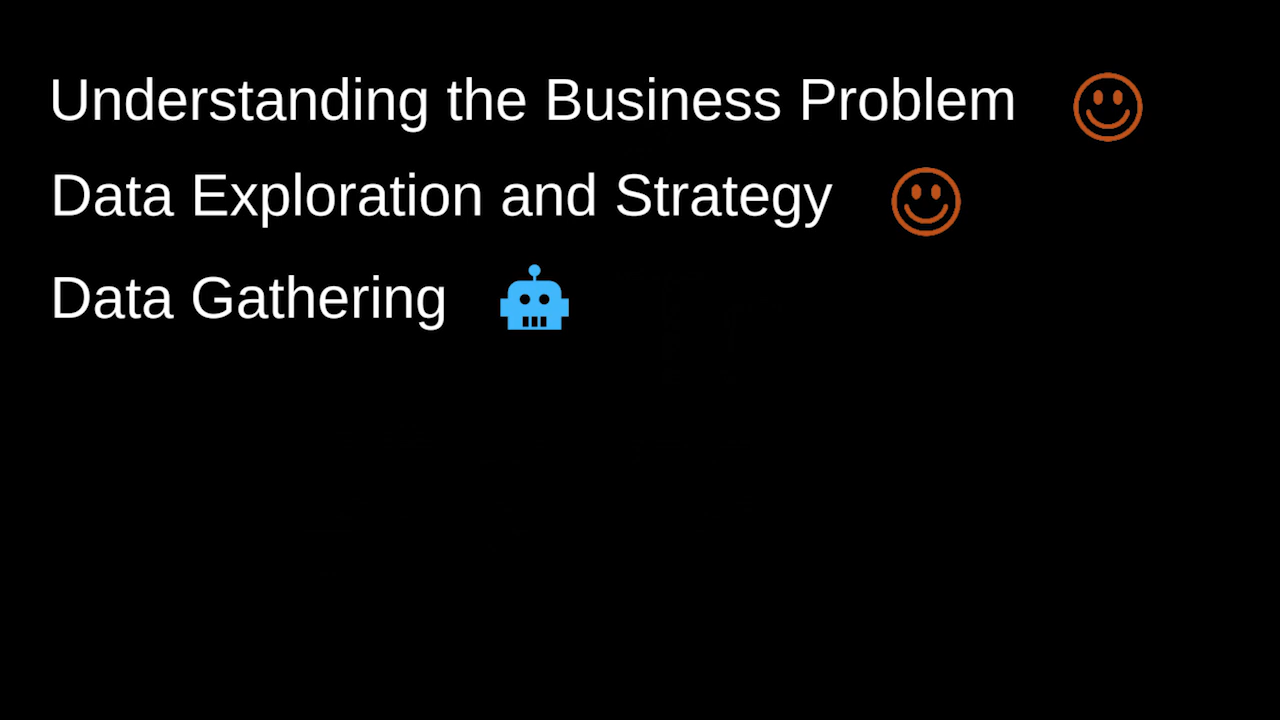 Understanding the Business Problem
Data Exploration and Strategy
Data Gathering